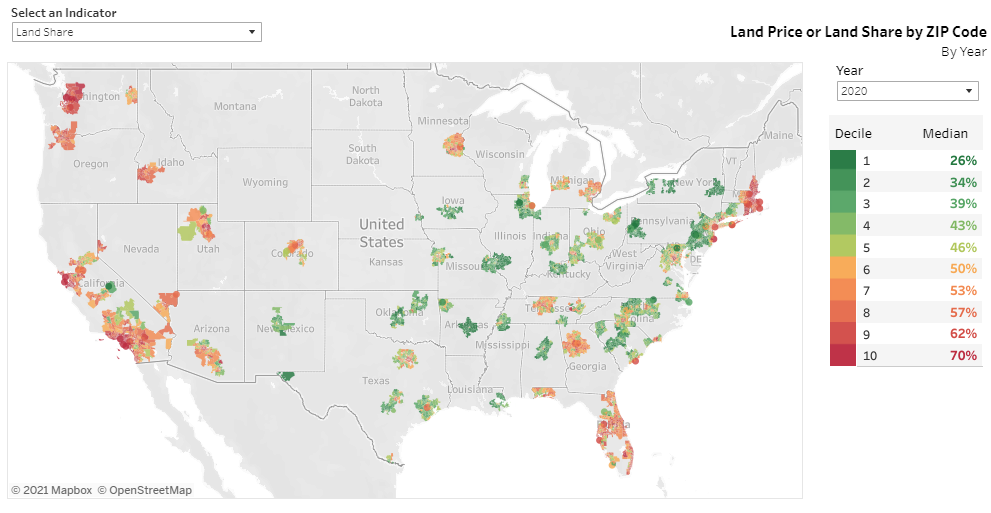 Select an Indicator
Land Share
Land Price or Land Share by ZIP Code
By Year
Year
2020
Decile Median
1 26%
2 34%
3 39%
4 43%
5 46%
6 50%
7 53%
8 57%
9 62%
10 70%
Montana
North
Dakota
Minnesota
Maine
South
Dakota
Wisconsin
VT
Oregon
Idaho
Wyoming
Michigan
New York
Iowa
Pennsylvania
Nevada
Utah
Colorado
United
States
Kansas
Missouri
Illinois
Indiana
Ohio
West
Virginia
DE
Kentucky
California
Arizona
New Mexico
Arkansas
Tennessee
Mississippi
Georgia
Texas
Louisiana
© 2021 Mapbox © OpenStreetMap